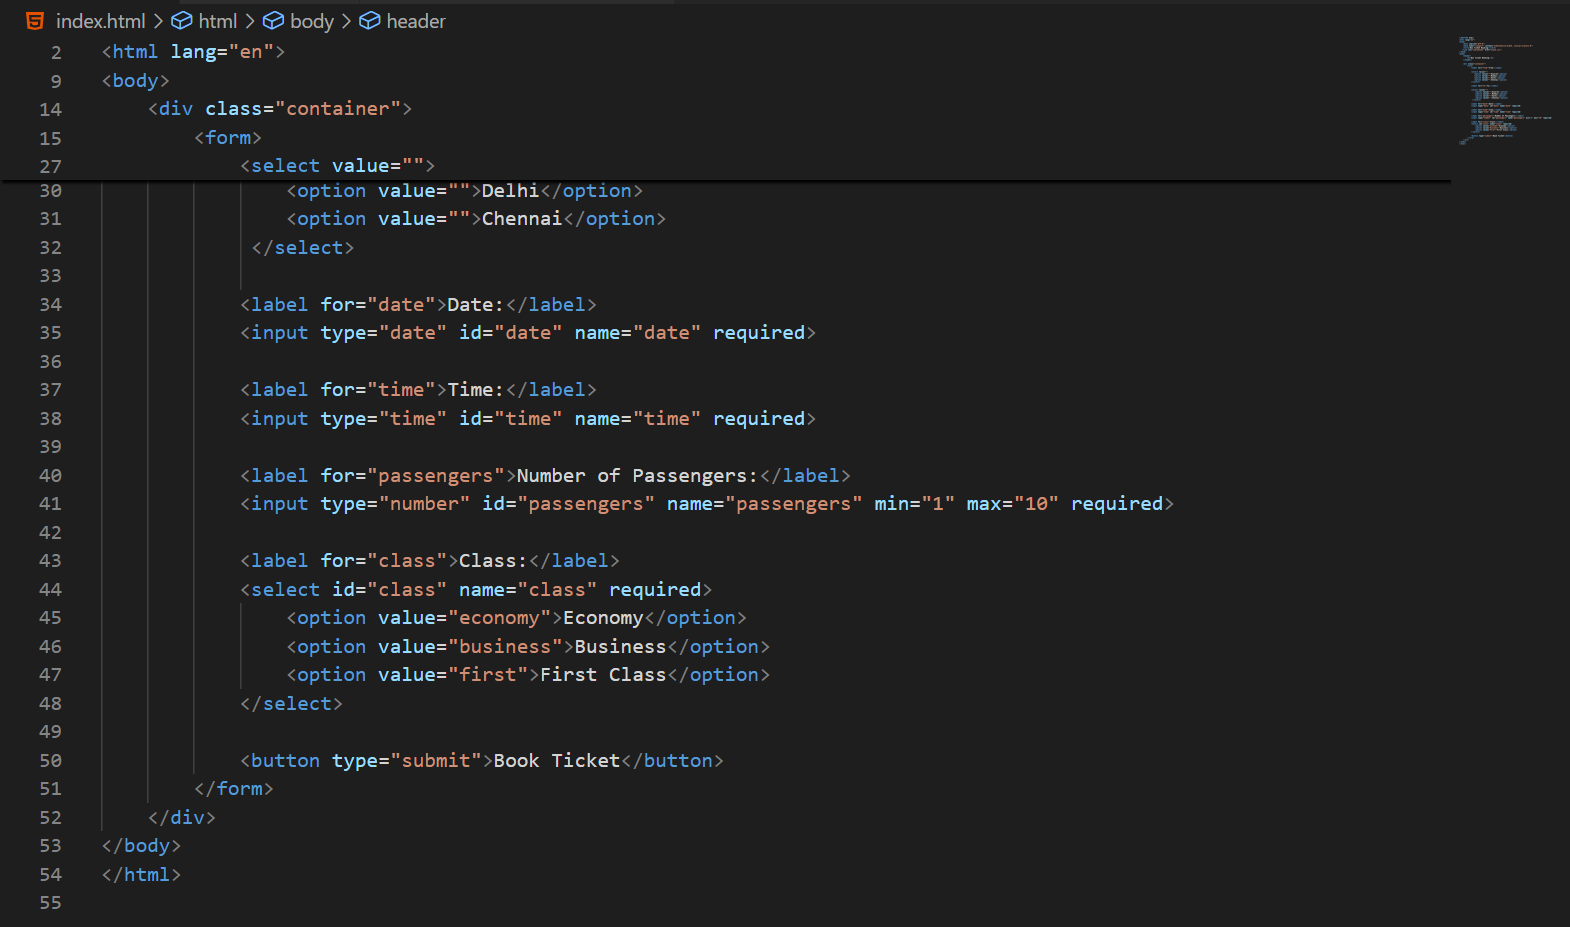 index.html > html > body > header
2 <html lang="en">
9 <body>
14 <div class="container">
15 <form>
27 <select value="">
30 <option value="">Delhi</option>
31 <option value="">Chennai</option>
32 </select>
33
34 <label for="date">Date:</label>
35 <input type="date" id="date" name="date" required>
36
37 <label for="time">Time:</label>
38 <input type="time" id="time" name="time" required>
39
40 <label for="passengers">Number of Passengers:</label>
41 <input type="number" id="passengers" name="passengers" min="1" max="10" required>
42
43 <label for="class">Class:</label>
44 <select id="class" name="class" required>
45 <option value="economy">Economy</option>
46 <option value="business">Business</option>
47 <option value="first">First Class</option>
48 </select>
49
50 <button type="submit">Book Ticket</button>
51 </form>
52 </div>
53 </body>
54 </html>
55